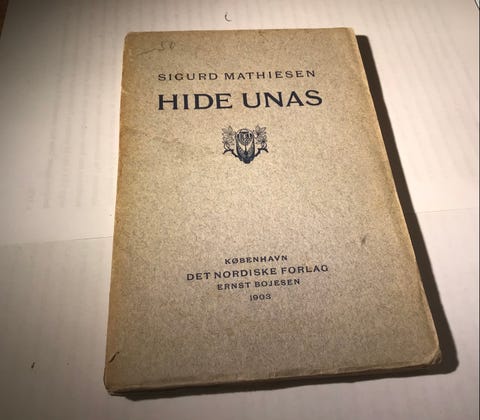 SIGURD MATHIESEN
HIDE UNAS
KØBENHAVN
DET NORDISKE FORLAG
ERNST BOJESEN
1903